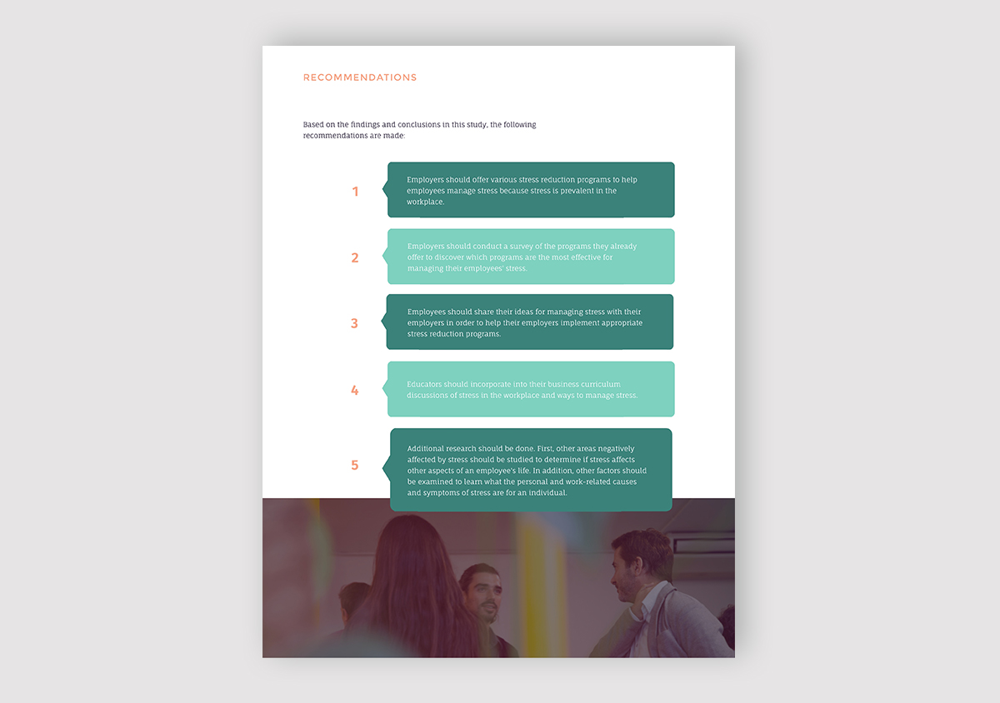 RECOMMENDATIONS
Based on the findings and conclusions in this study, the following
recommendations are made:
1
Employers should offer various stress reduction programs to help
employees manage stress because stress is prevalent in the
workplace.
2
Employers should conduct a survey of the programs they already
offer to discover which programs are the most effective for
managing their employees' stress.
3
Employees should share their ideas for managing stress with their
employers in order to help their employers implement appropriate
stress reduction programs.
4
Educators should incorporate into their business curriculum
discussions of stress in the workplace and ways to manage stress.
5
Additional research should be done. First, other areas negatively
affected by stress should be studied to determine if stress affects
other aspects of an employee's life. In addition, other factors should
be examined to learn what the personal and work-related causes
and symptoms of stress are for an individual.